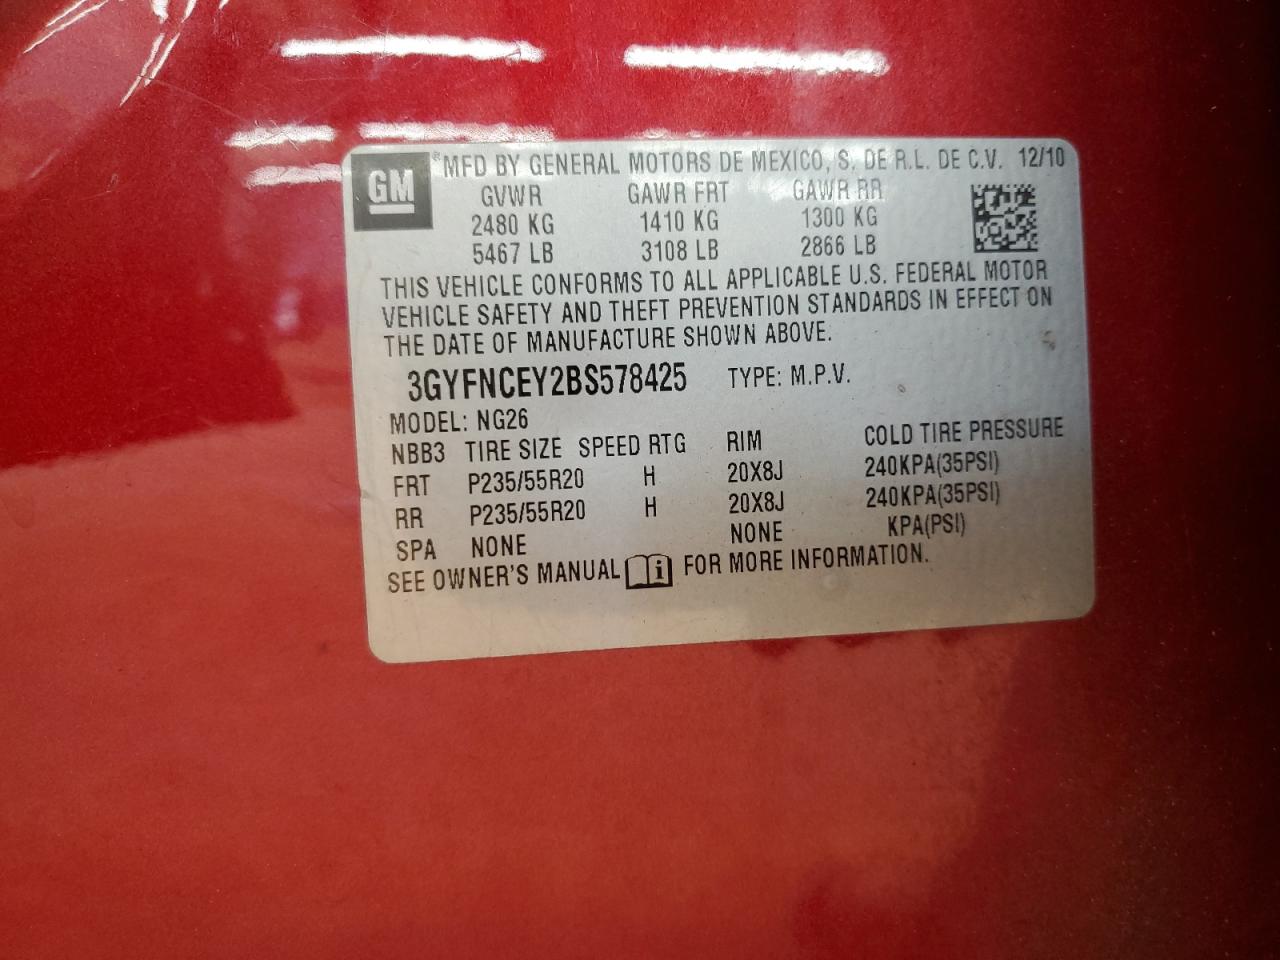 GM ®MFD BY GENERAL MOTORS DE MEXICO, S. DE R.L. DE C.V. 12/10
GVWR GAWR FRT GAWR RR
2480 KG 1410 KG 1300 KG
5467 LB 3108 LB 2866 LB
THIS VEHICLE CONFORMS TO ALL APPLICABLE U.S. FEDERAL MOTOR
VEHICLE SAFETY AND THEFT PREVENTION STANDARDS IN EFFECT ON
THE DATE OF MANUFACTURE SHOWN ABOVE.
3GYFNCEY2BS578425 TYPE: M.P.V.
MODEL: NG26
NBB3 TIRE SIZE SPEED RTG RIM COLD TIRE PRESSURE
FRT P235/55R20 H 20X8J 240KPA(35PSI)
RR P235/55R20 H 20X8J 240KPA(35PSI)
SPA NONE NONE KPA(PSI)
SEE OWNER'S MANUAL i FOR MORE INFORMATION.